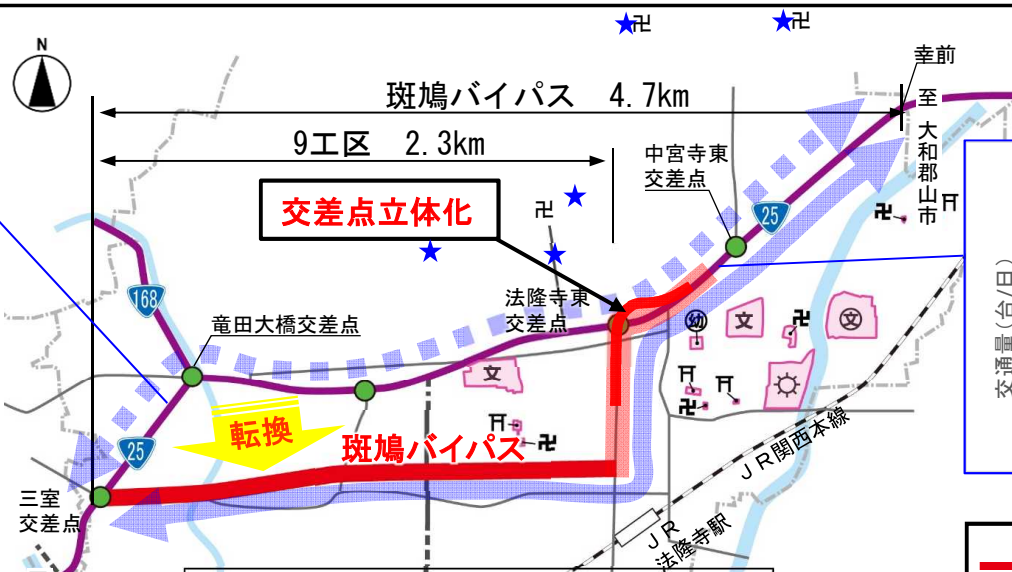 N
幸前
斑鳩バイパス 4.7km
至 大和郡山市
9工区 2.3km
中宮寺東
交差点
交差点立体化
25
168
法隆寺東
交差点
竜田大橋交差点
幼
文
文
文
交通量(台/日)
転換
斑鳩バイパス
25
JR関西本線
三室
交差点
JR
法隆寺駅